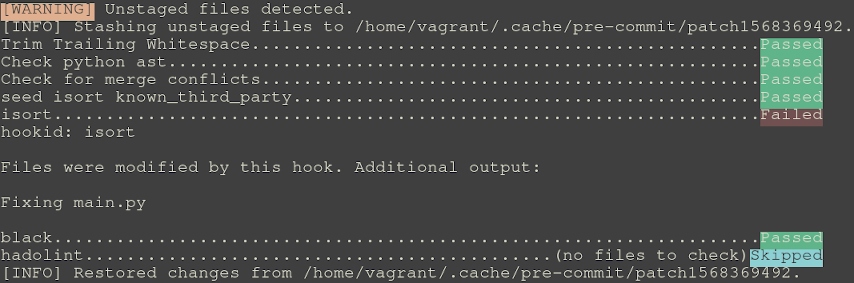 [WARNING] Unstaged files detected.
[INFO] Stashing unstaged files to /home/vagrant/.cache/pre-commit/patch1568369492.
Trim Trailing Whitespace.................................................Passed
Check python ast.........................................................Passed
Check for merge conflicts................................................Passed
seed isort known_third_party.............................................Passed
isort....................................................................Failed
hookid: isort
Files were modified by this hook. Additional output:
Fixing main.py
black....................................................................Passed
hadolint.............................................(no files to check)Skipped
[INFO] Restored changes from /home/vagrant/.cache/pre-commit/patch1568369492.